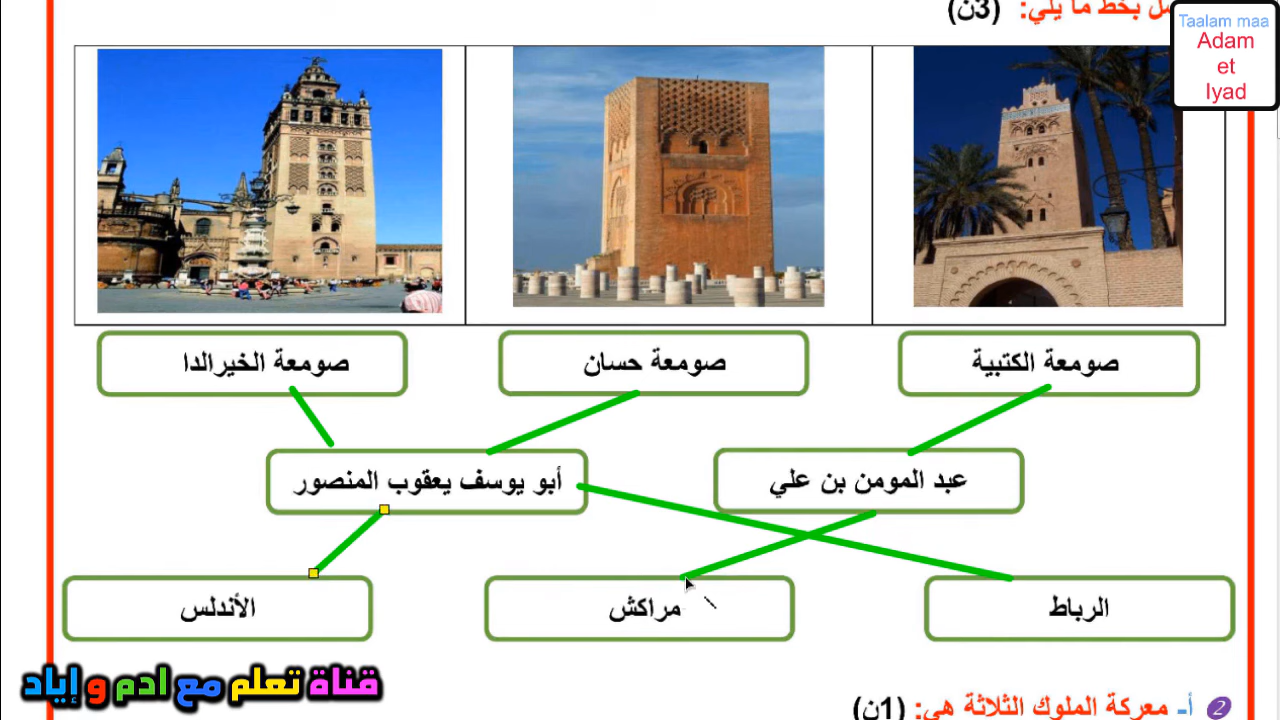 صل بخط ما يلي: (3ن)
Taalam maa
Adam
et
Iyad
صومعة الكتبية
صومعة حسان
صومعة الخيرالدا
عبد المومن بن علي
أبو يوسف يعقوب المنصور
الرباط
مراكش
الأندلس
قناة تعلم مع ادم و إياد
2 أ- معركة الملوك الثلاثة هي: (1ن)